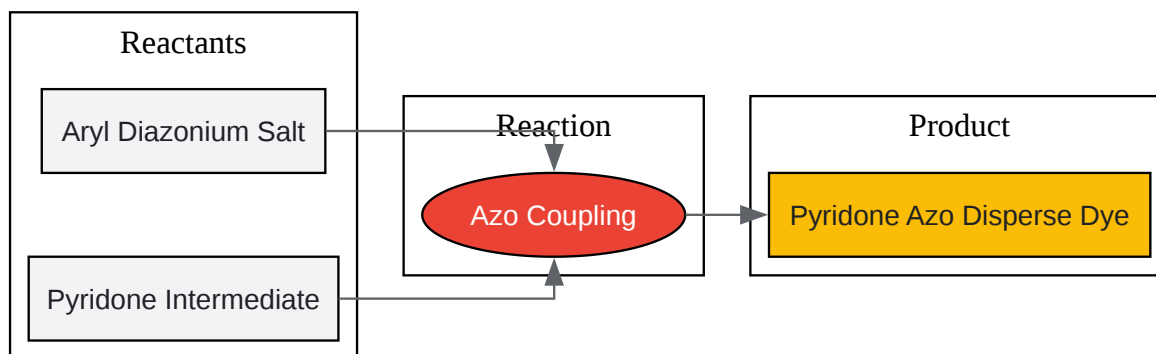 Reactants
Aryl Diazonium Salt
Pyridone Intermediate
Reaction
Azo Coupling
Product
Pyridone Azo Disperse Dye